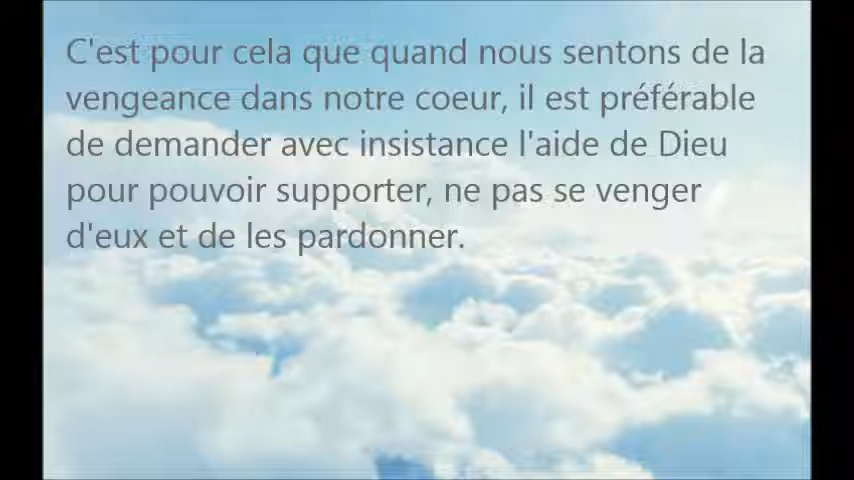 C'est pour cela que quand nous sentons de la
vengeance dans notre coeur, il est préférable
de demander avec insistance l'aide de Dieu
pour pouvoir supporter, ne pas se venger
d'eux et de les pardonner.